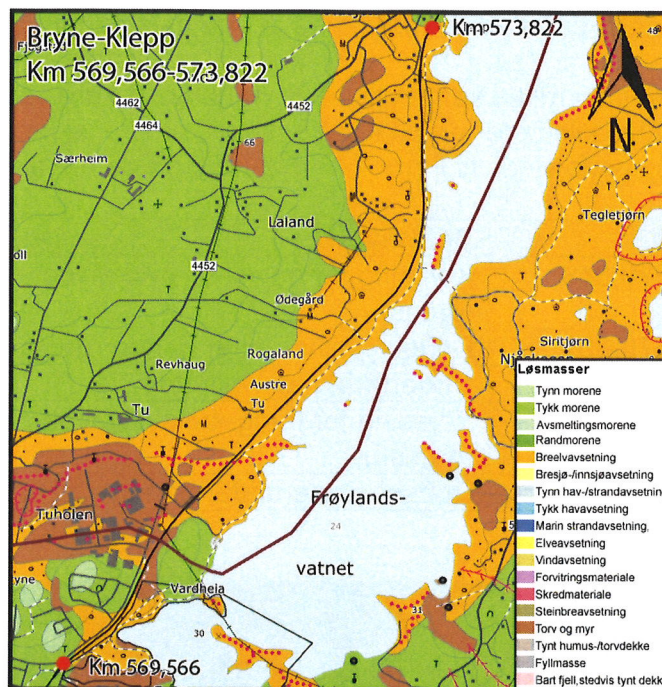 Bryne-Klepp
Km 569,566-573,822
Km 573,822
N
4462
4452
4464
66
Særheim
Laland
Tegletjørn
4452
Ødegård
Siritjørn
Rogaland
Revhaug
Austre
Tu
Tu
Frøylands-
24
vatnet
Tuholen
Vardheia
30
31
Km 569,566
Løsmasser
Tynn morene
Tykk morene
Avsmeltingsmorene
Randmorene
Breelvavsetning
Bresjø-/innsjøavsetning
Tynn hav-/strandavsetning
Tykk havavsetning
Marin strandavsetning,
Elveavsetning
Vindavsetning
Forvitringsmateriale
Skredmateriale
Steinbreavsetning
Torv og myr
Tynt humus-/torvdekke
Fyllmasse
Bart fjell, stedvis tynt dekk